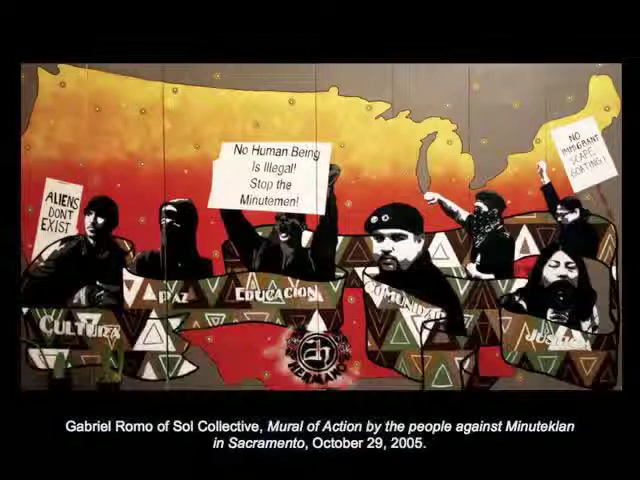 No Human Being
Is Illegal!
Stop the
Minutemen!
NO
IMMIGRANT
SCAPE
GOATING!
ALIENS
DONT
EXIST
CULTURA
PAZ
EDUCACION
COMUNIDAD
JUSTICIA
Gabriel Romo of Sol Collective, Mural of Action by the people against Minuteklan
in Sacramento, October 29, 2005.